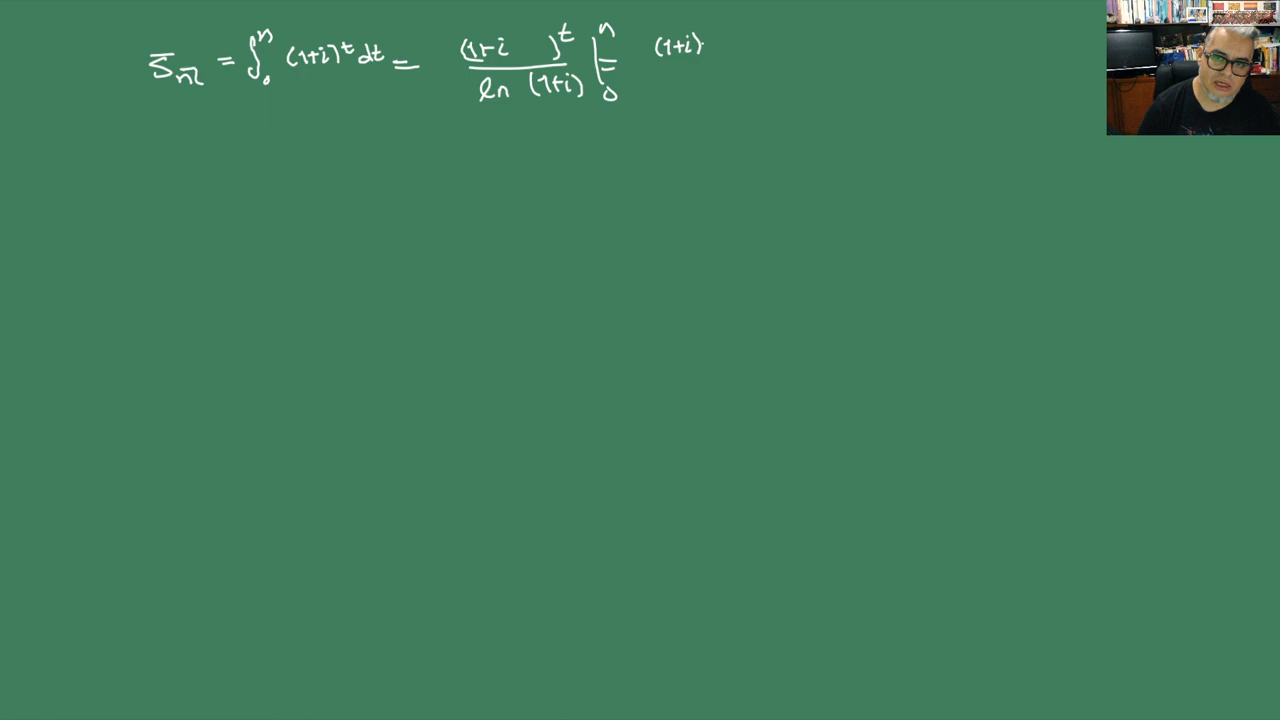 s̄n̅| = ∫₀ⁿ (1+i)ᵗ dt = (1+i )ᵗ / ln (1+i) |₀ⁿ = (1+i)